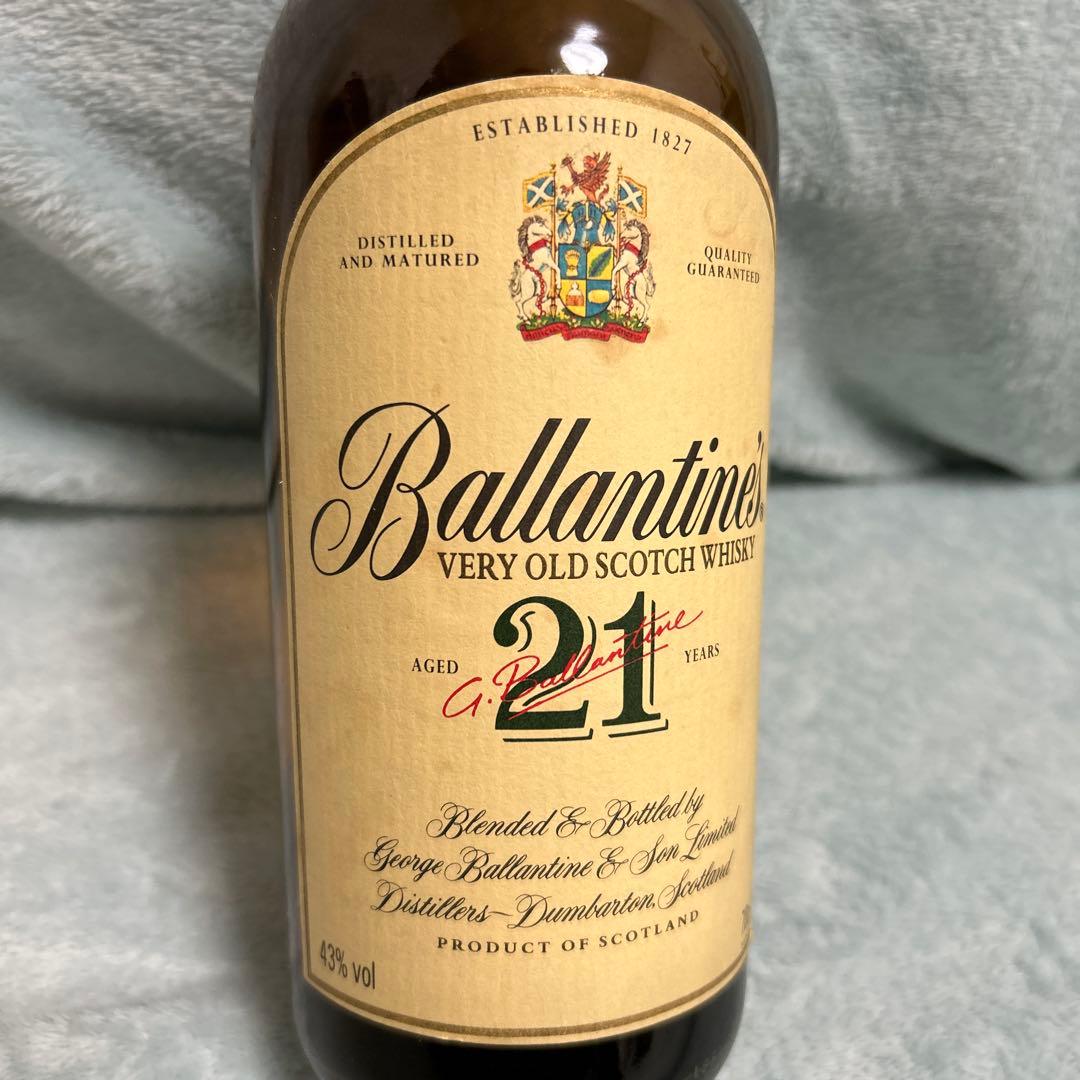 ESTABLISHED 1827
DISTILLED
AND MATURED
QUALITY
GUARANTEED
Ballantine's.
VERY OLD SCOTCH WHISKY
AGED
21
YEARS
G. Ballantine
Blended & Bottled by
George Ballantine & Son Limited
Distillers–Dumbarton, Scotland
PRODUCT OF SCOTLAND
43% vol